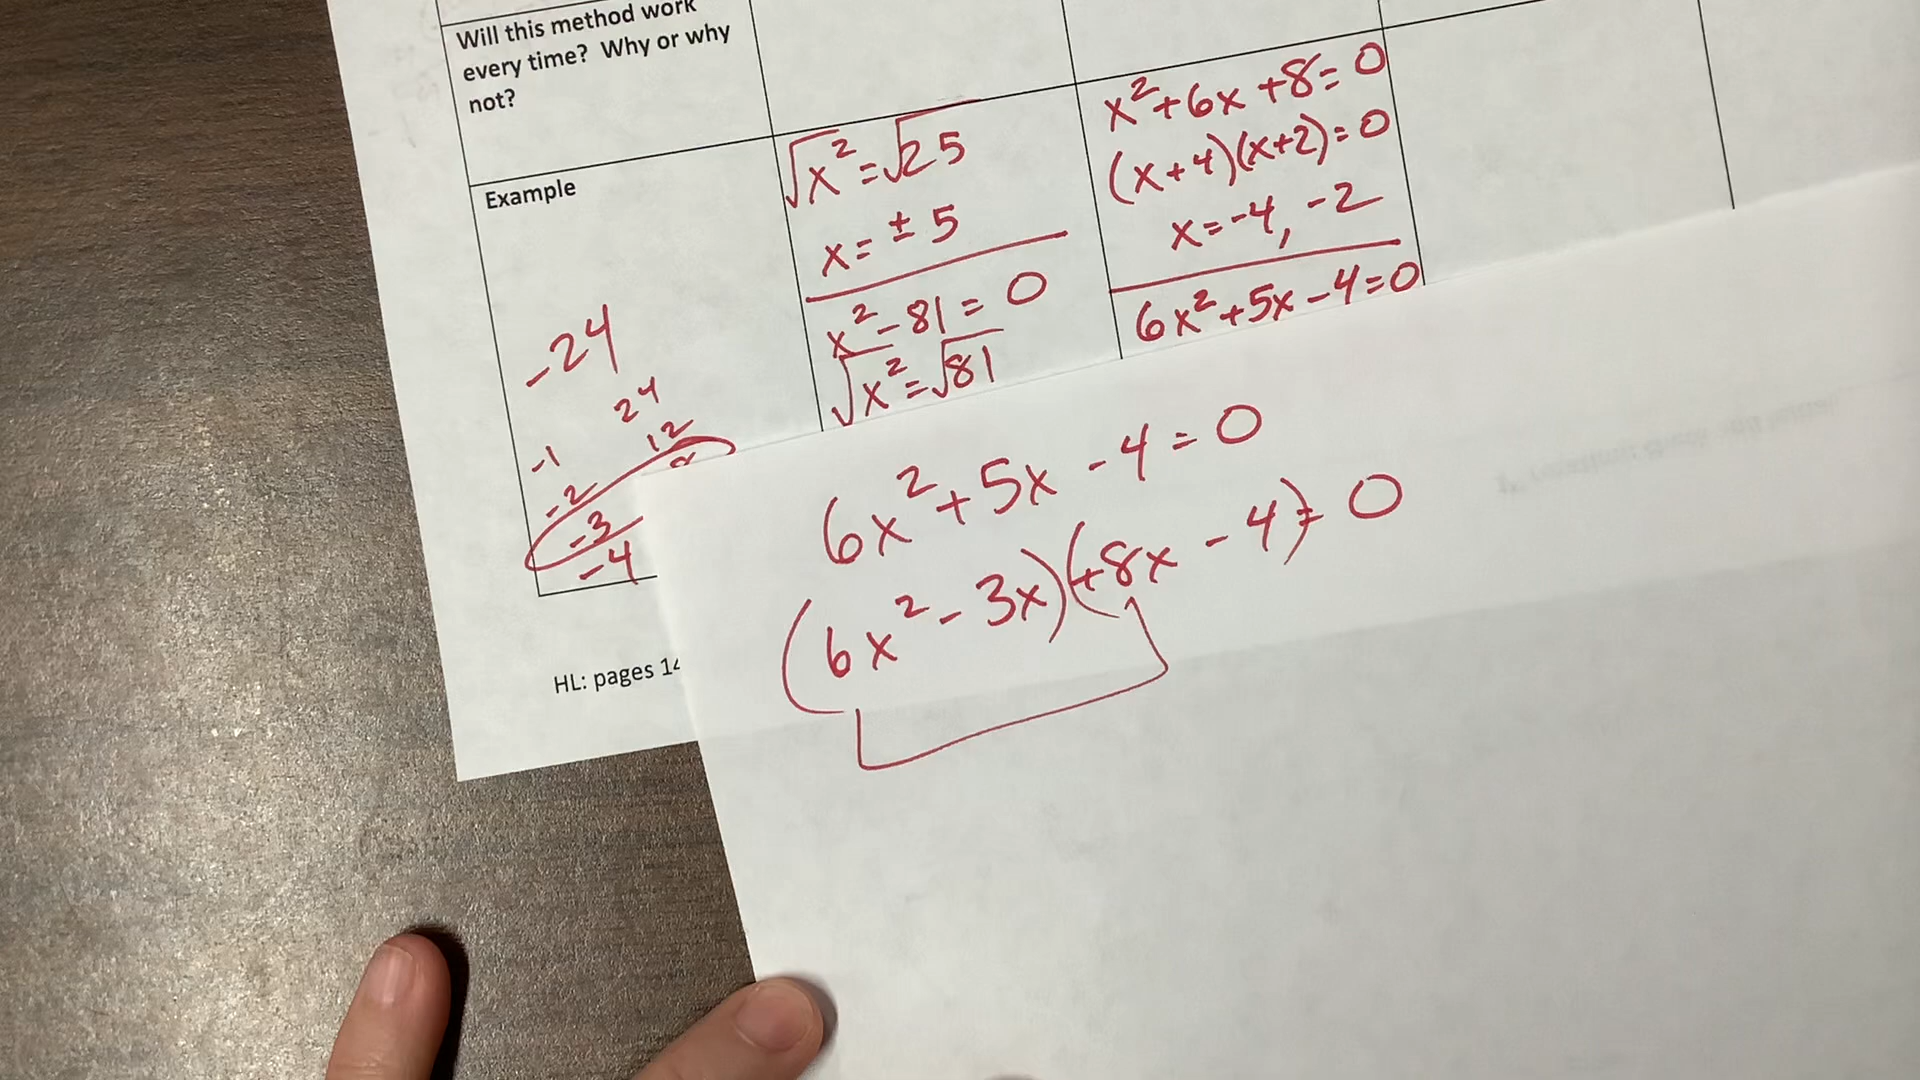 Will this method work
every time? Why or why
not?
Example
-24
24
12
-1
-2
-3
-4
√x² = √25
x = ± 5
x² - 81 = 0
√x² = √81
x² + 6x + 8 = 0
(x + 4)(x + 2) = 0
x = -4, -2
6x² + 5x - 4 = 0
6x² + 5x - 4 = 0
(6x² - 3x)(+8x - 4) = 0
HL: pages